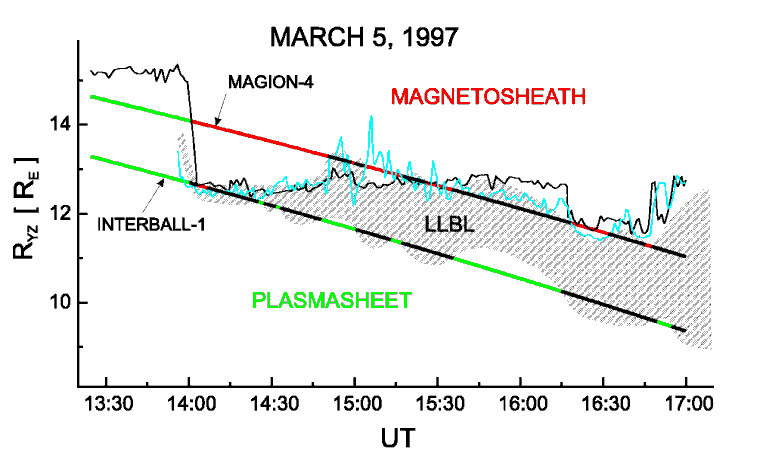 MARCH 5, 1997
MAGION-4
MAGNETOSHEATH
14
12
10
R_YZ [ R_E ]
INTERBALL-1
LLBL
PLASMASHEET
13:30 14:00 14:30 15:00 15:30 16:00 16:30 17:00
UT